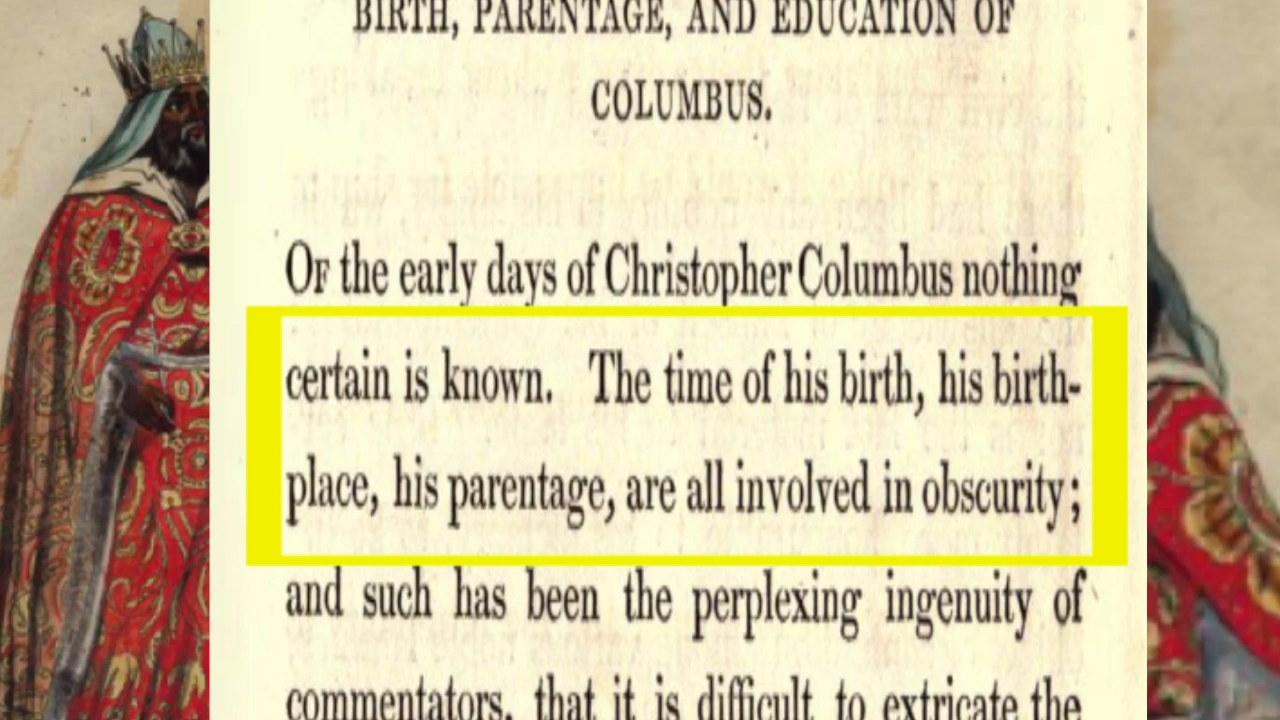 BIRTH, PARENTAGE, AND EDUCATION OF
COLUMBUS.
OF the early days of Christopher Columbus nothing
certain is known. The time of his birth, his birth-
place, his parentage, are all involved in obscurity;
and such has been the perplexing ingenuity of
commentators, that it is difficult to extricate the